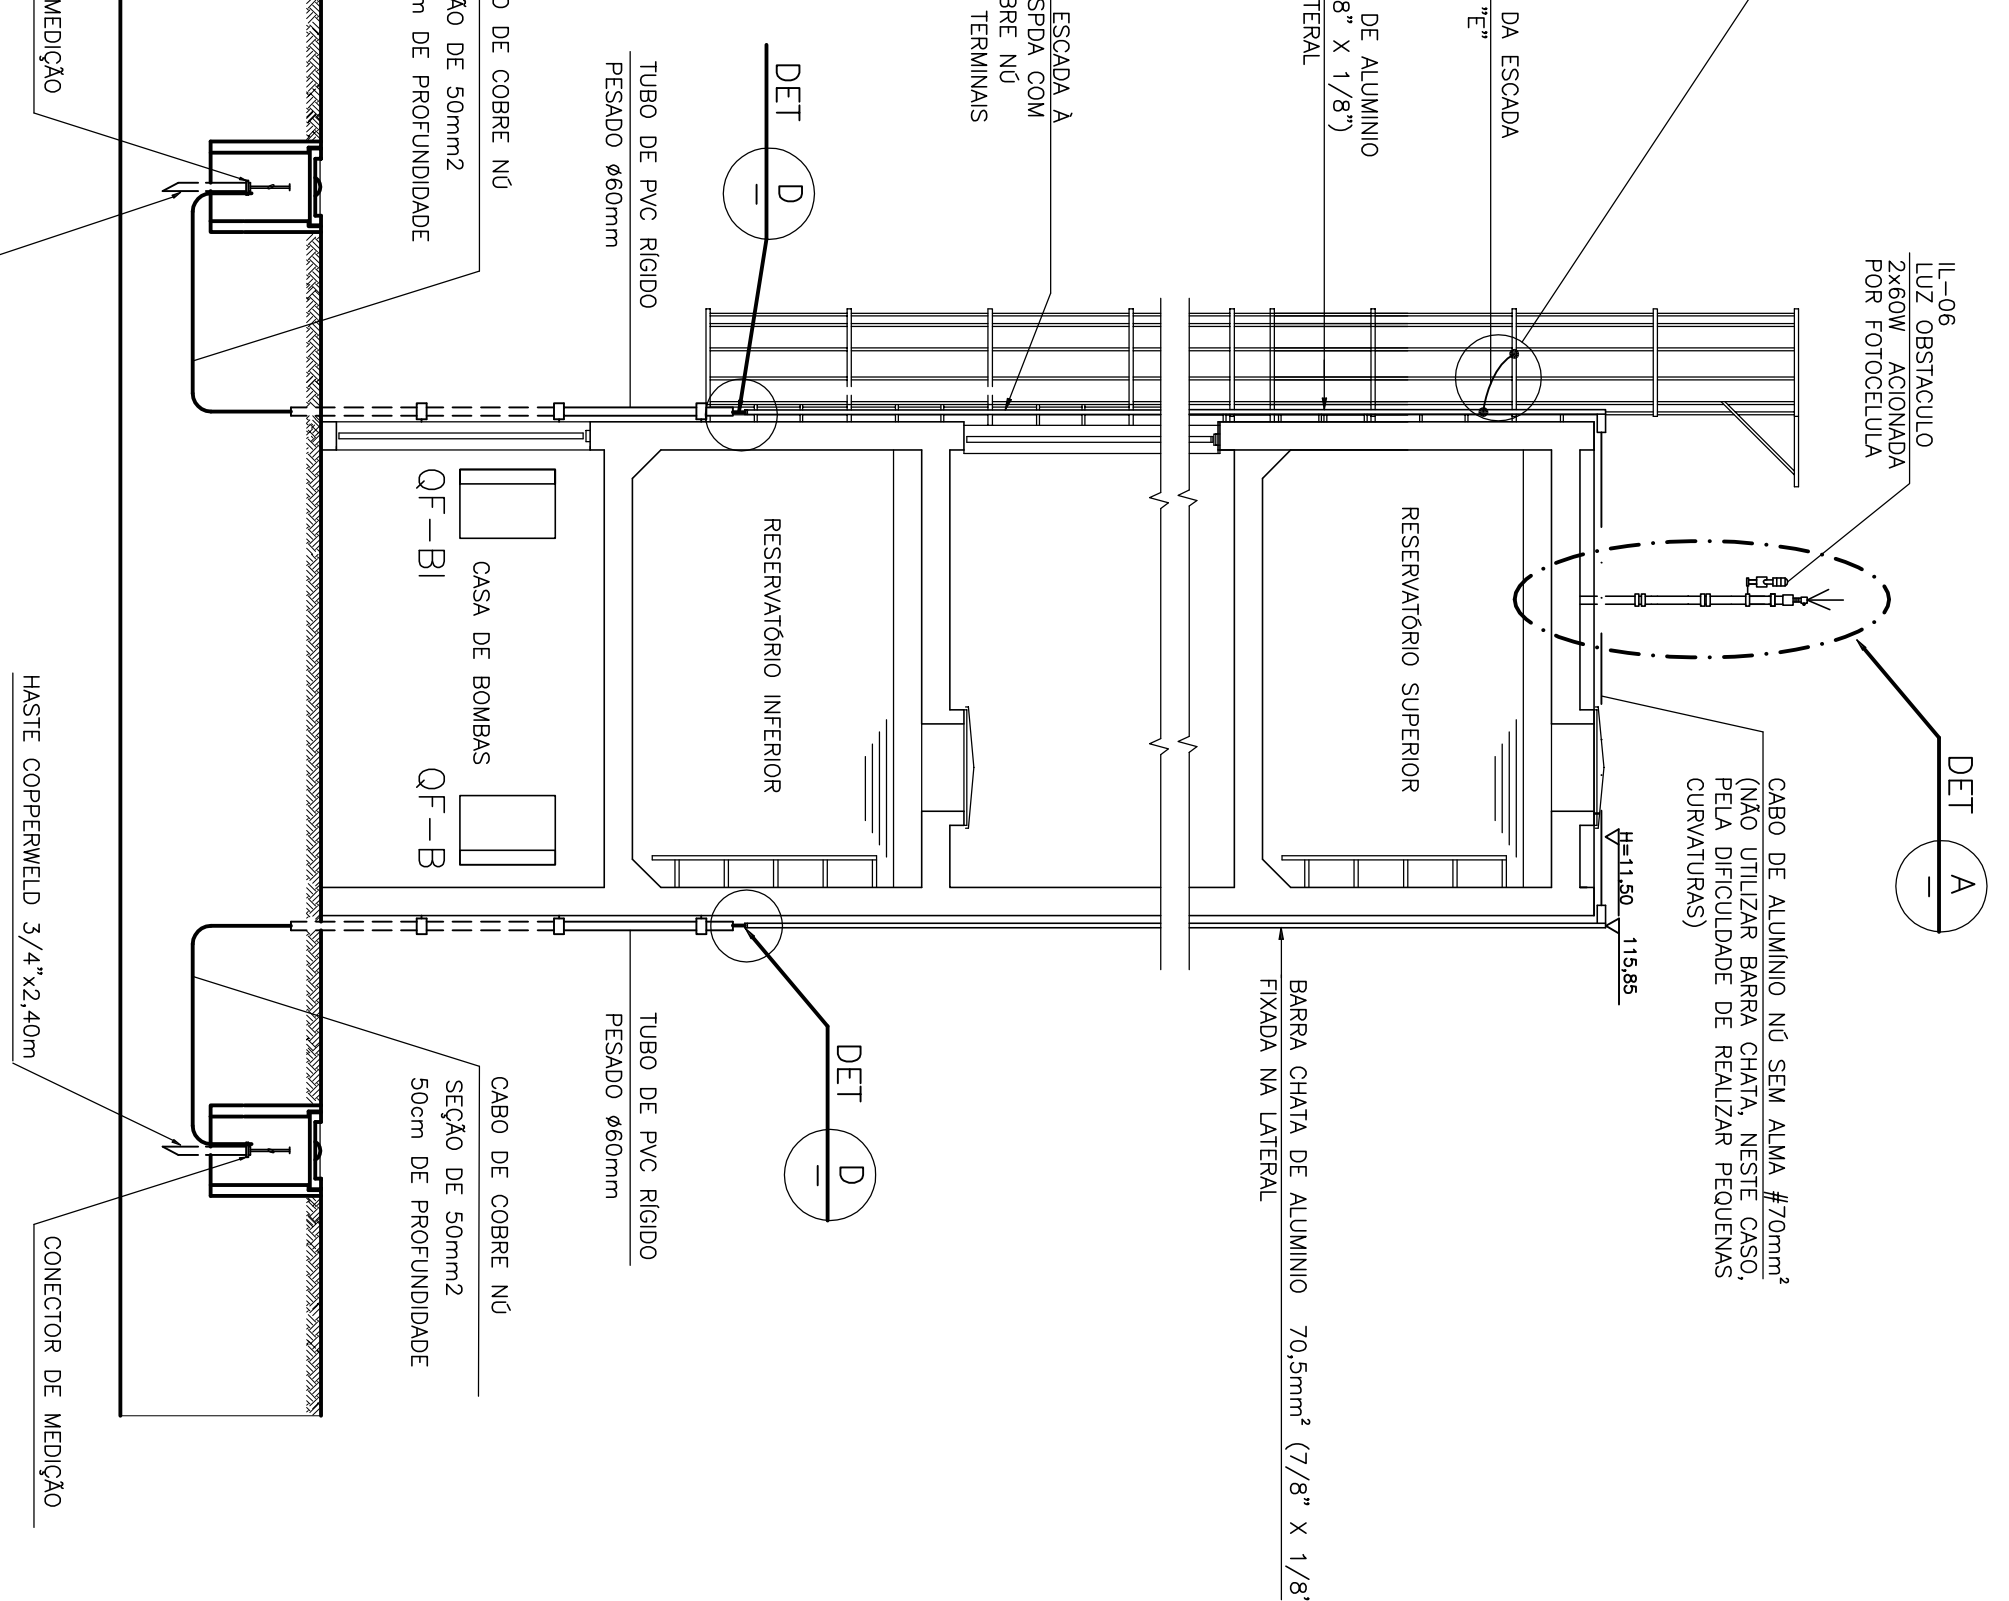 IL-06
LUZ OBSTACULO
2x60W ACIONADA
POR FOTOCELULA
DET
A
-
CABO DE ALUMÍNIO NÚ SEM ALMA #70mm²
(NÃO UTILIZAR BARRA CHATA, NESTE CASO,
PELA DIFICULDADE DE REALIZAR PEQUENAS
CURVATURAS)
H=11,50
115,85
DA ESCADA
"E"
DE ALUMINIO
8" X 1/8")
TERAL
RESERVATÓRIO SUPERIOR
BARRA CHATA DE ALUMINIO 70,5mm² (7/8" X 1/8"
FIXADA NA LATERAL
ESCADA À
SPDA COM
BRE NÚ
TERMINAIS
DET
D
-
RESERVATÓRIO INFERIOR
DET
D
-
TUBO DE PVC RÍGIDO
PESADO ø60mm
TUBO DE PVC RÍGIDO
PESADO ø60mm
O DE COBRE NÚ
ÃO DE 50mm2
m DE PROFUNDIDADE
CASA DE BOMBAS
QF-BI
QF-B
CABO DE COBRE NÚ
SEÇÃO DE 50mm2
50cm DE PROFUNDIDADE
MEDIÇÃO
HASTE COPPERWELD 3/4"x2,40m
CONECTOR DE MEDIÇÃO